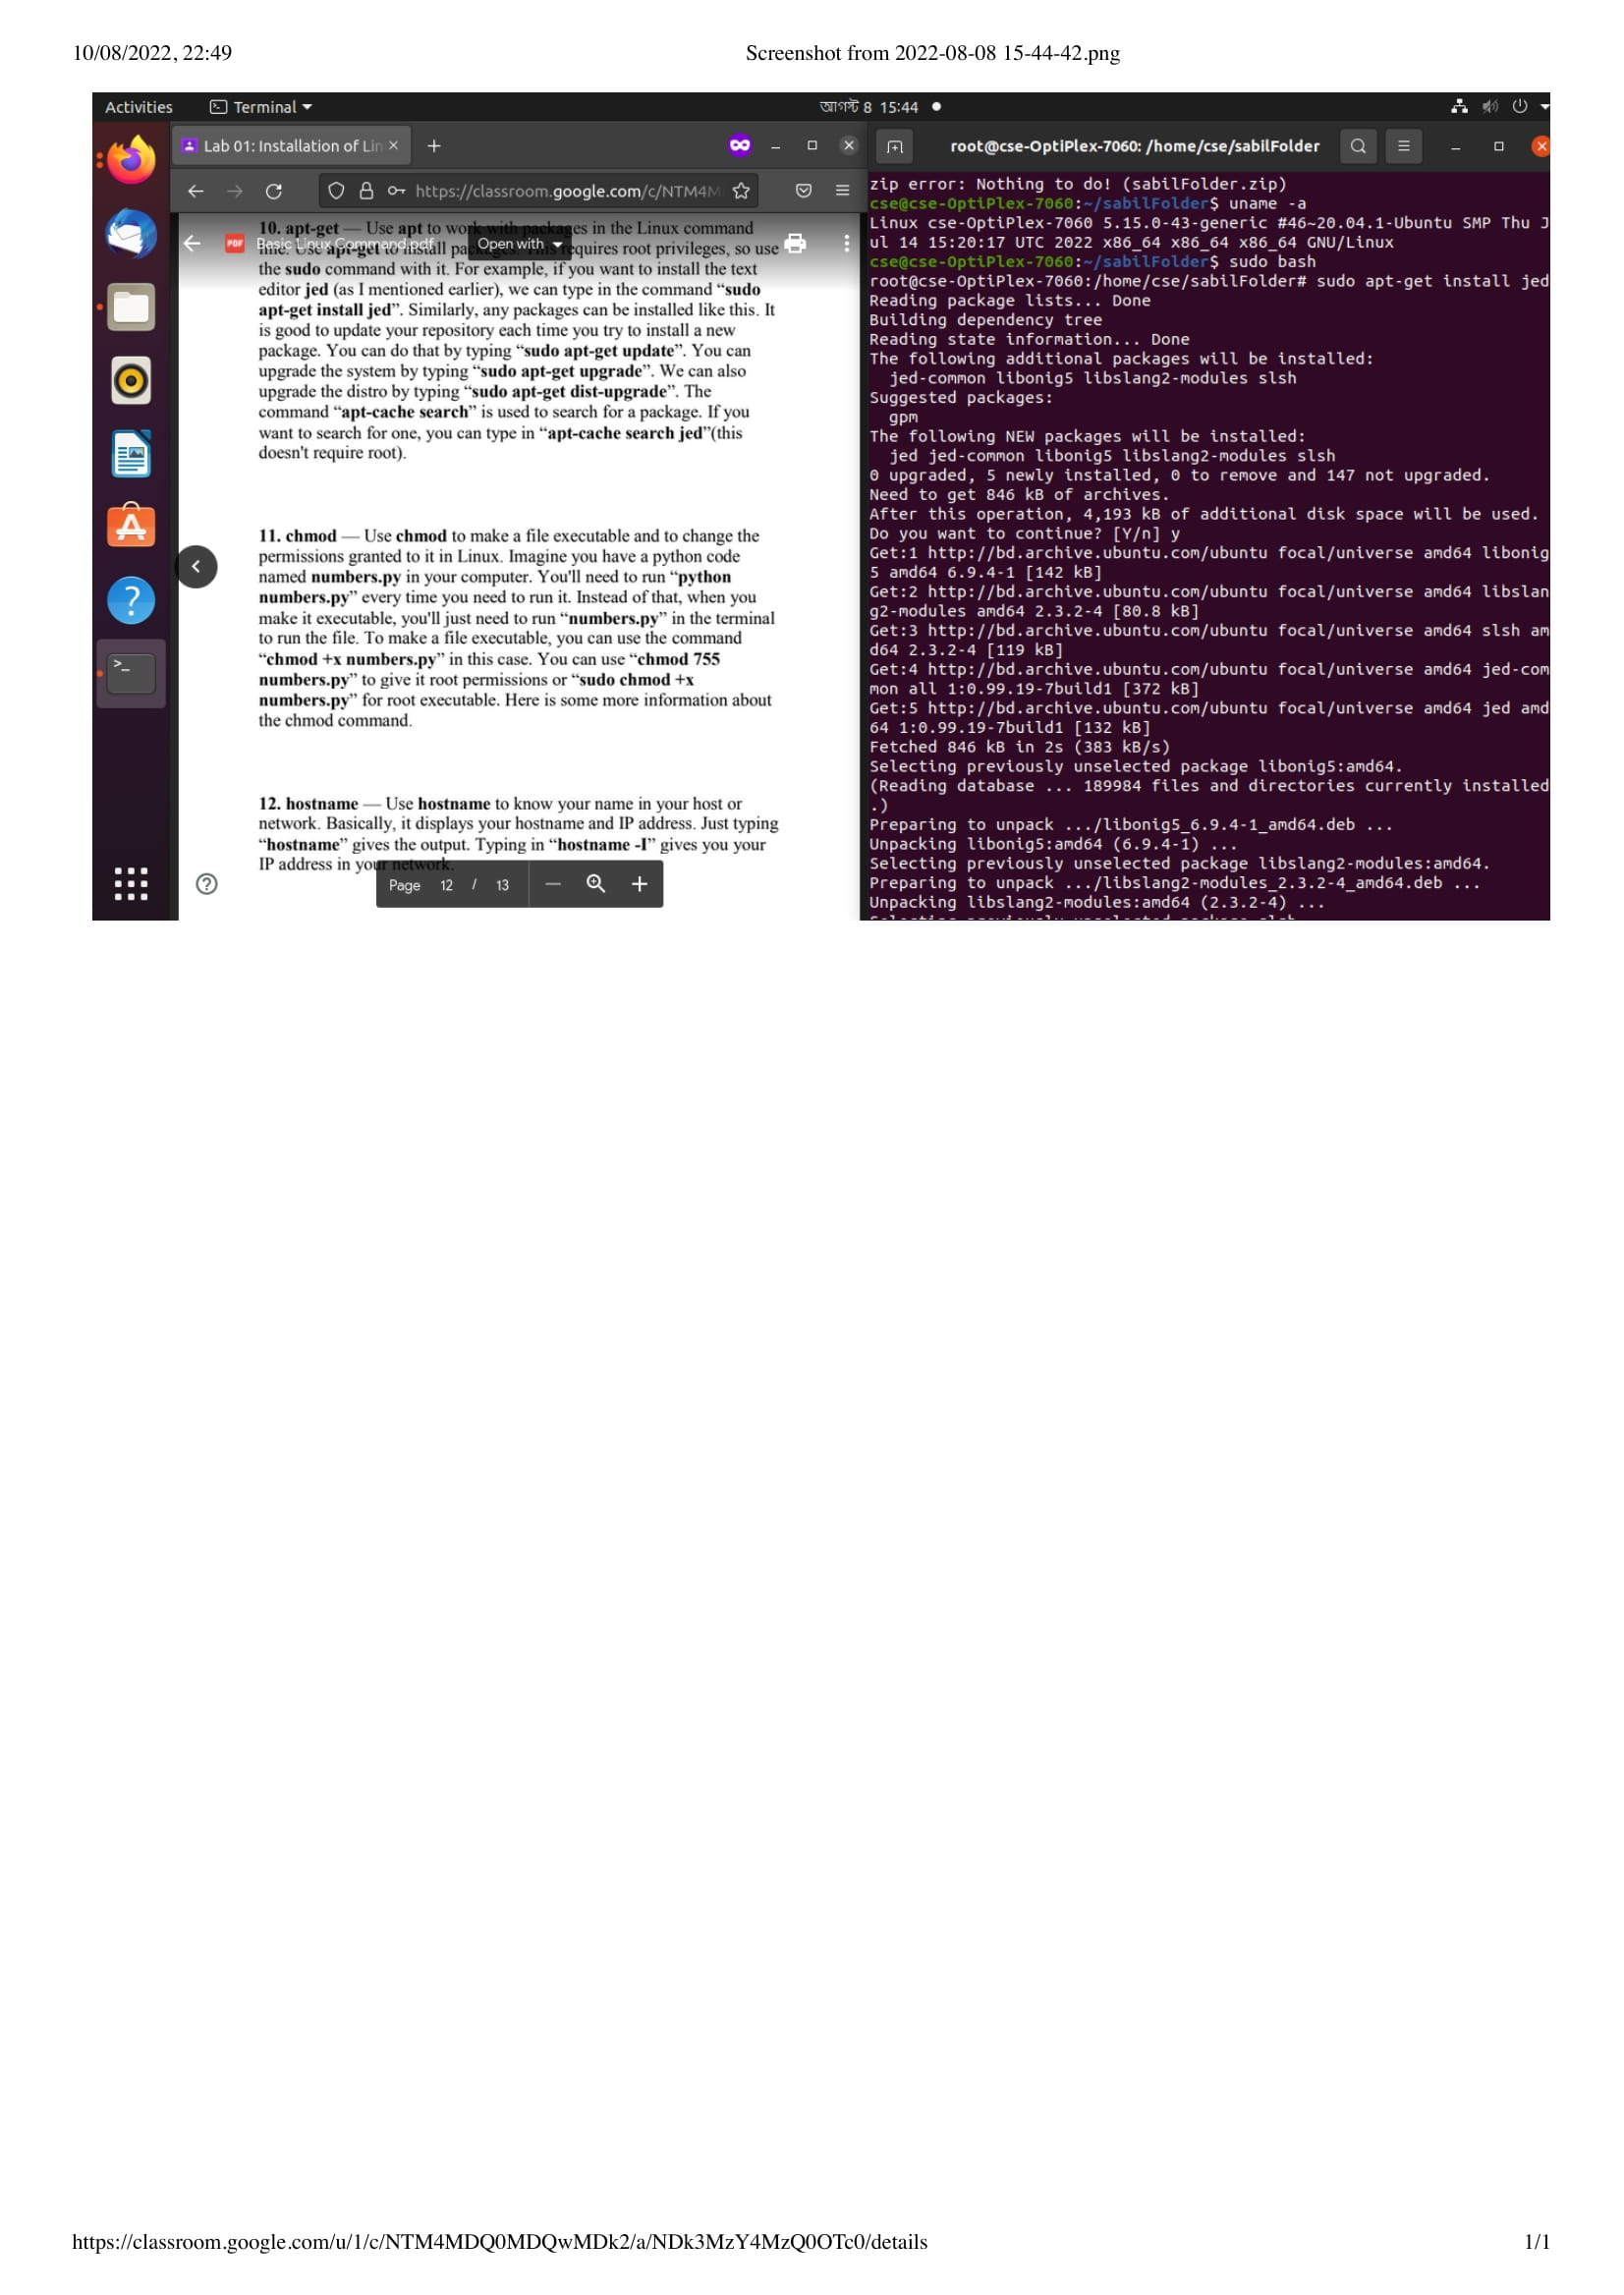 10/08/2022, 22:49
Screenshot from 2022-08-08 15-44-42.png
Activities
Terminal
আগস্ট 8 15:44
Lab 01: Installation of Lin
https://classroom.google.com/c/NTM4M
Basic Linux Command.pdf
Open with
10. apt-get — Use apt to work with packages in the Linux command
line. Use apt-get to install packages. This requires root privileges, so use
the sudo command with it. For example, if you want to install the text
editor jed (as I mentioned earlier), we can type in the command “sudo
apt-get install jed”. Similarly, any packages can be installed like this. It
is good to update your repository each time you try to install a new
package. You can do that by typing “sudo apt-get update”. You can
upgrade the system by typing “sudo apt-get upgrade”. We can also
upgrade the distro by typing “sudo apt-get dist-upgrade”. The
command “apt-cache search” is used to search for a package. If you
want to search for one, you can type in “apt-cache search jed”(this
doesn't require root).
11. chmod — Use chmod to make a file executable and to change the
permissions granted to it in Linux. Imagine you have a python code
named numbers.py in your computer. You'll need to run “python
numbers.py” every time you need to run it. Instead of that, when you
make it executable, you'll just need to run “numbers.py” in the terminal
to run the file. To make a file executable, you can use the command
“chmod +x numbers.py” in this case. You can use “chmod 755
numbers.py” to give it root permissions or “sudo chmod +x
numbers.py” for root executable. Here is some more information about
the chmod command.
12. hostname — Use hostname to know your name in your host or
network. Basically, it displays your hostname and IP address. Just typing
“hostname” gives the output. Typing in “hostname -I” gives you your
IP address in your network.
Page 12 / 13
root@cse-OptiPlex-7060: /home/cse/sabilFolder
zip error: Nothing to do! (sabilFolder.zip)
cse@cse-OptiPlex-7060:~/sabilFolder$ uname -a
Linux cse-OptiPlex-7060 5.15.0-43-generic #46~20.04.1-Ubuntu SMP Thu J
ul 14 15:20:17 UTC 2022 x86_64 x86_64 x86_64 GNU/Linux
cse@cse-OptiPlex-7060:~/sabilFolder$ sudo bash
root@cse-OptiPlex-7060:/home/cse/sabilFolder# sudo apt-get install jed
Reading package lists... Done
Building dependency tree
Reading state information... Done
The following additional packages will be installed:
jed-common libonig5 libslang2-modules slsh
Suggested packages:
gpm
The following NEW packages will be installed:
jed jed-common libonig5 libslang2-modules slsh
0 upgraded, 5 newly installed, 0 to remove and 147 not upgraded.
Need to get 846 kB of archives.
After this operation, 4,193 kB of additional disk space will be used.
Do you want to continue? [Y/n] y
Get:1 http://bd.archive.ubuntu.com/ubuntu focal/universe amd64 libonig
5 amd64 6.9.4-1 [142 kB]
Get:2 http://bd.archive.ubuntu.com/ubuntu focal/universe amd64 libslan
g2-modules amd64 2.3.2-4 [80.8 kB]
Get:3 http://bd.archive.ubuntu.com/ubuntu focal/universe amd64 slsh am
d64 2.3.2-4 [119 kB]
Get:4 http://bd.archive.ubuntu.com/ubuntu focal/universe amd64 jed-com
mon all 1:0.99.19-7build1 [372 kB]
Get:5 http://bd.archive.ubuntu.com/ubuntu focal/universe amd64 jed amd
64 1:0.99.19-7build1 [132 kB]
Fetched 846 kB in 2s (383 kB/s)
Selecting previously unselected package libonig5:amd64.
(Reading database ... 189984 files and directories currently installed
.)
Preparing to unpack .../libonig5_6.9.4-1_amd64.deb ...
Unpacking libonig5:amd64 (6.9.4-1) ...
Selecting previously unselected package libslang2-modules:amd64.
Preparing to unpack .../libslang2-modules_2.3.2-4_amd64.deb ...
Unpacking libslang2-modules:amd64 (2.3.2-4) ...
Selecting previously unselected package slsh
https://classroom.google.com/u/1/c/NTM4MDQ0MDQwMDk2/a/NDk3MzY4MzQ0OTc0/details
1/1